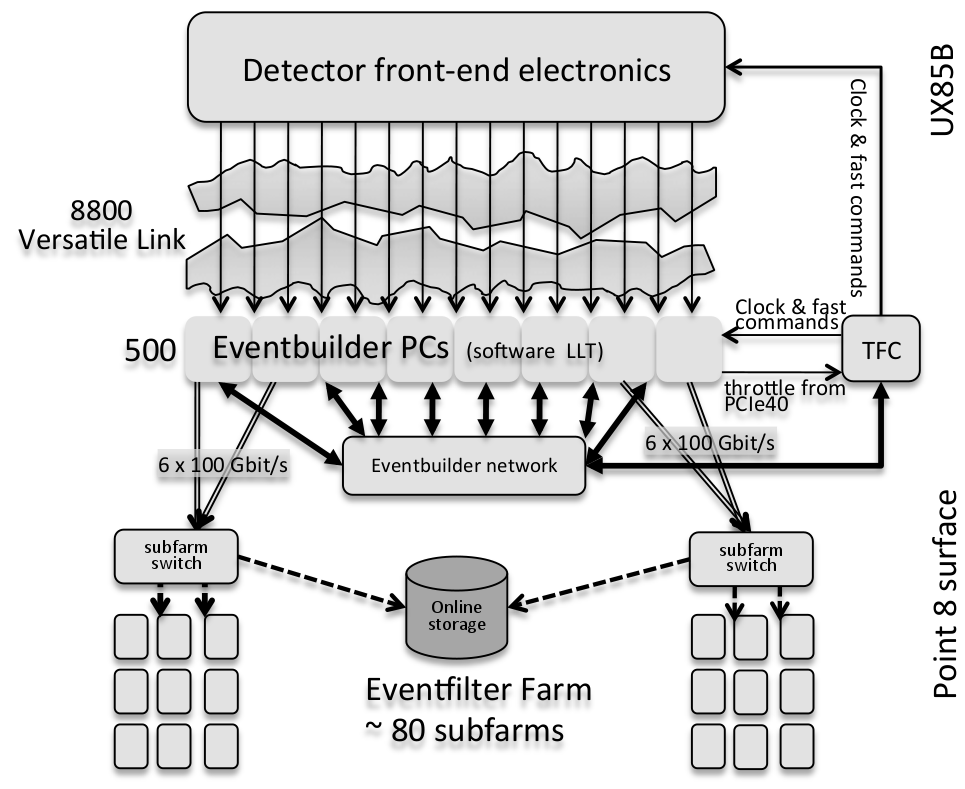 Detector front-end electronics
UX85B
Clock & fast commands
8800
Versatile Link
Clock & fast
commands
500
Eventbuilder PCs (software LLT)
TFC
throttle from
PCIe40
6 x 100 Gbit/s
Eventbuilder network
6 x 100 Gbit/s
Point 8 surface
subfarm
switch
subfarm
switch
Online
storage
Eventfilter Farm
~ 80 subfarms